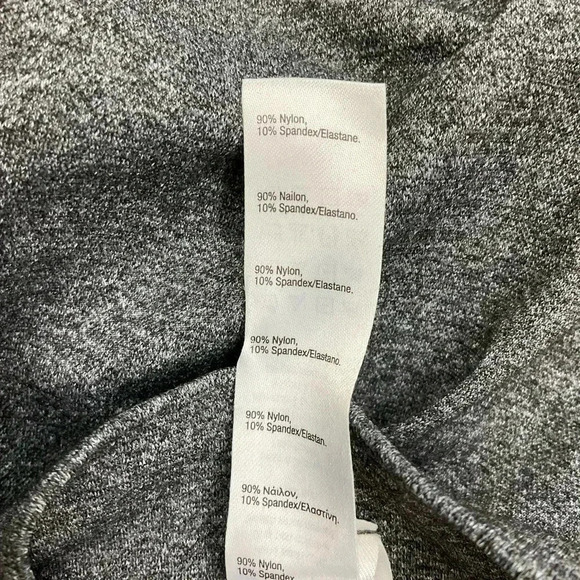 90% Nylon,
10% Spandex/Elastane.
90% Nailon,
10% Spandex/Elastano.
90% Nylon,
10% Spandex/Elastane.
90% Nylon,
10% Spandex/Elastano.
90% Nylon,
10% Spandex/Elastan.
90% Νάιλον,
10% Spandex/Ελαστίνη.
90% Nylon,
10% Spandex